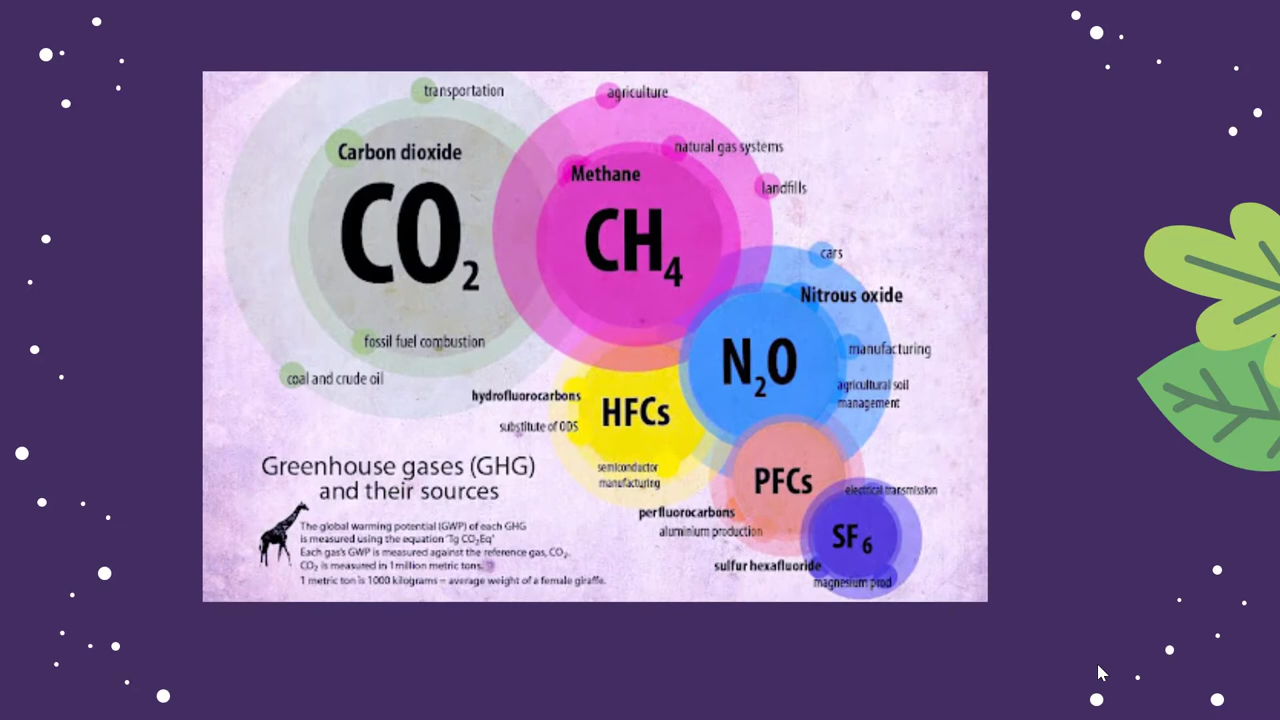 transportation
Carbon dioxide
CO2
fossil fuel combustion
coal and crude oil
agriculture
natural gas systems
landfills
Methane
CH4
cars
Nitrous oxide
N2O
manufacturing
agricultural soil
management
hydrofluorocarbons
HFCs
substitute of ODS
semiconductor
manufacturing
PFCs
perfluorocarbons
aluminium production
electrical transmission
SF6
sulfur hexafluoride
magnesium prod
Greenhouse gases (GHG)
and their sources
The global warming potential (GWP) of each GHG
is measured using the equation 'Tg CO2Eq'
Each gas's GWP is measured against the reference gas, CO2.
CO2 is measured in 1million metric tons.
1 metric ton is 1000 kilograms = average weight of a female giraffe.